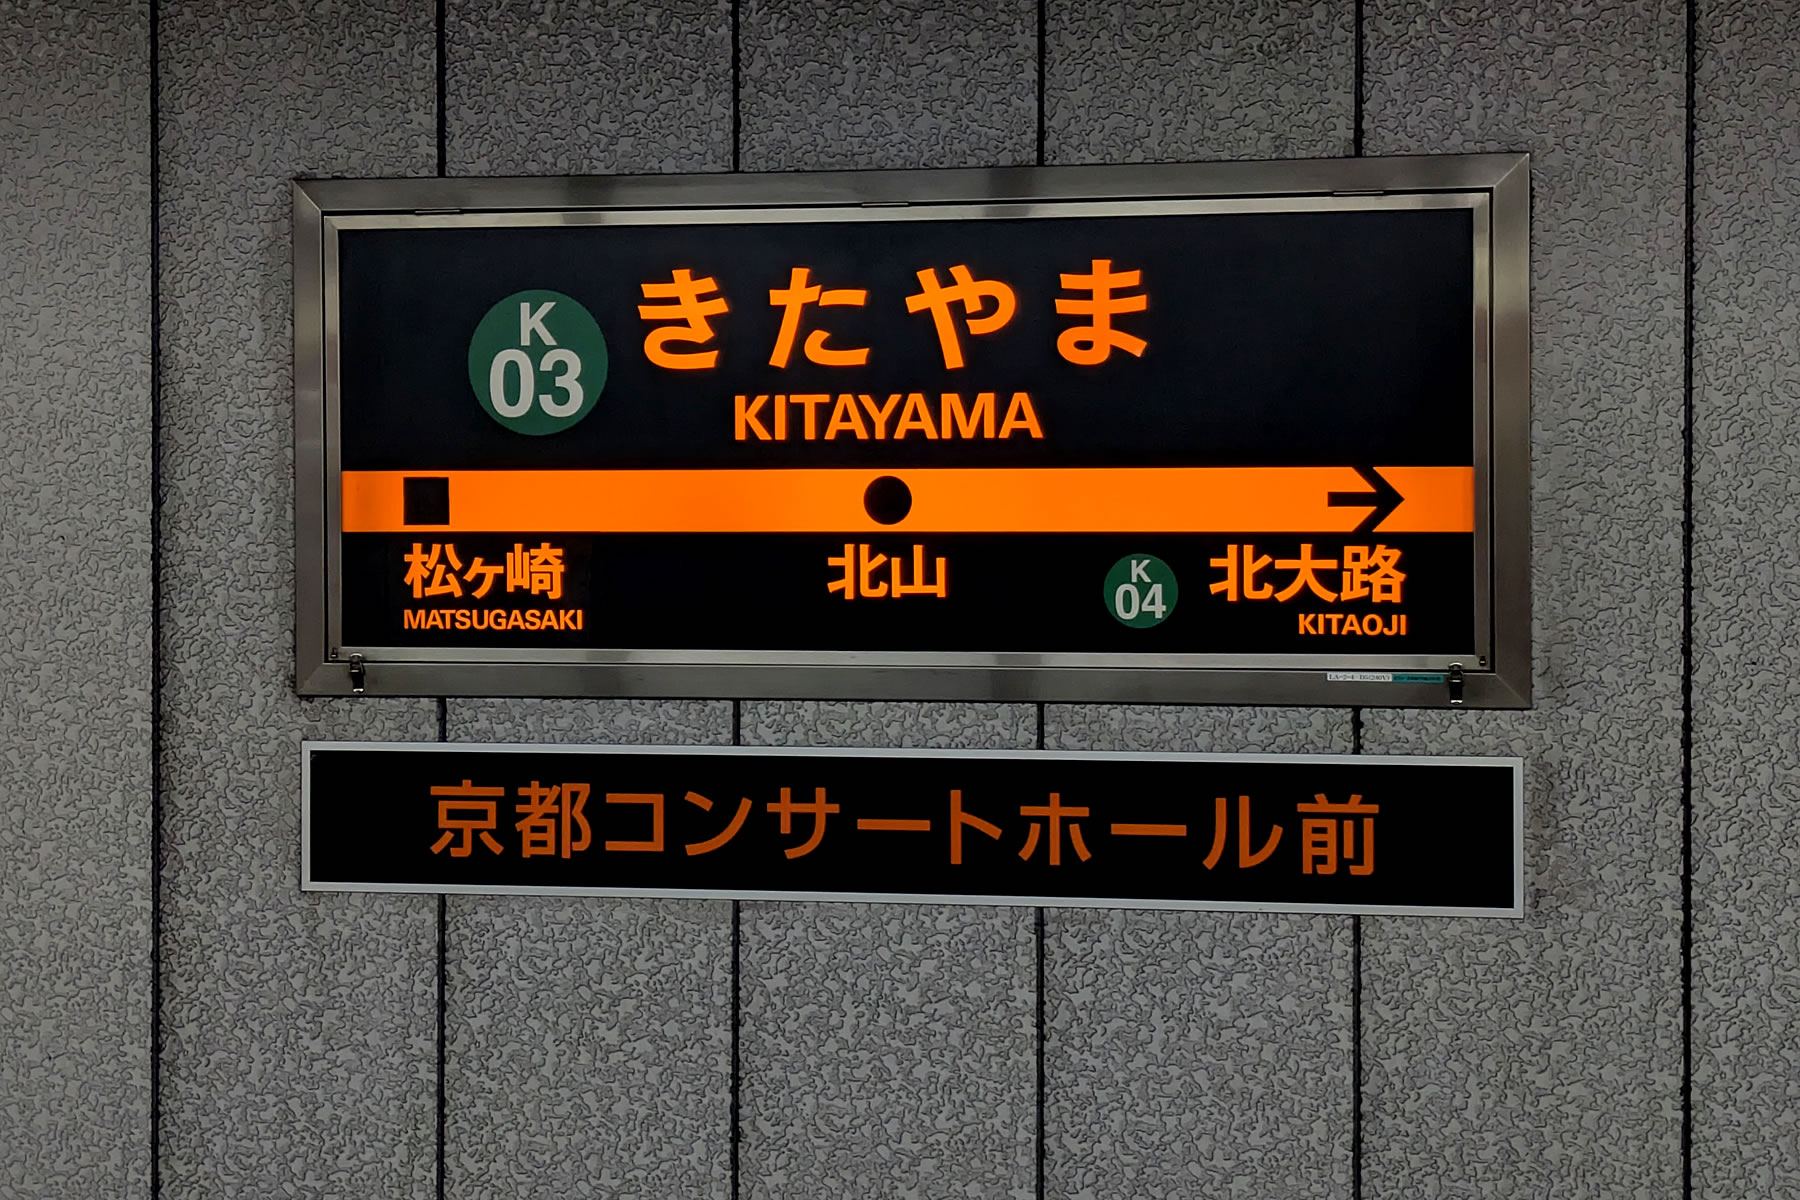 K
03
きたやま
KITAYAMA
松ヶ崎
MATSUGASAKI
北山
K
04
北大路
KITAOJI
京都コンサートホール前